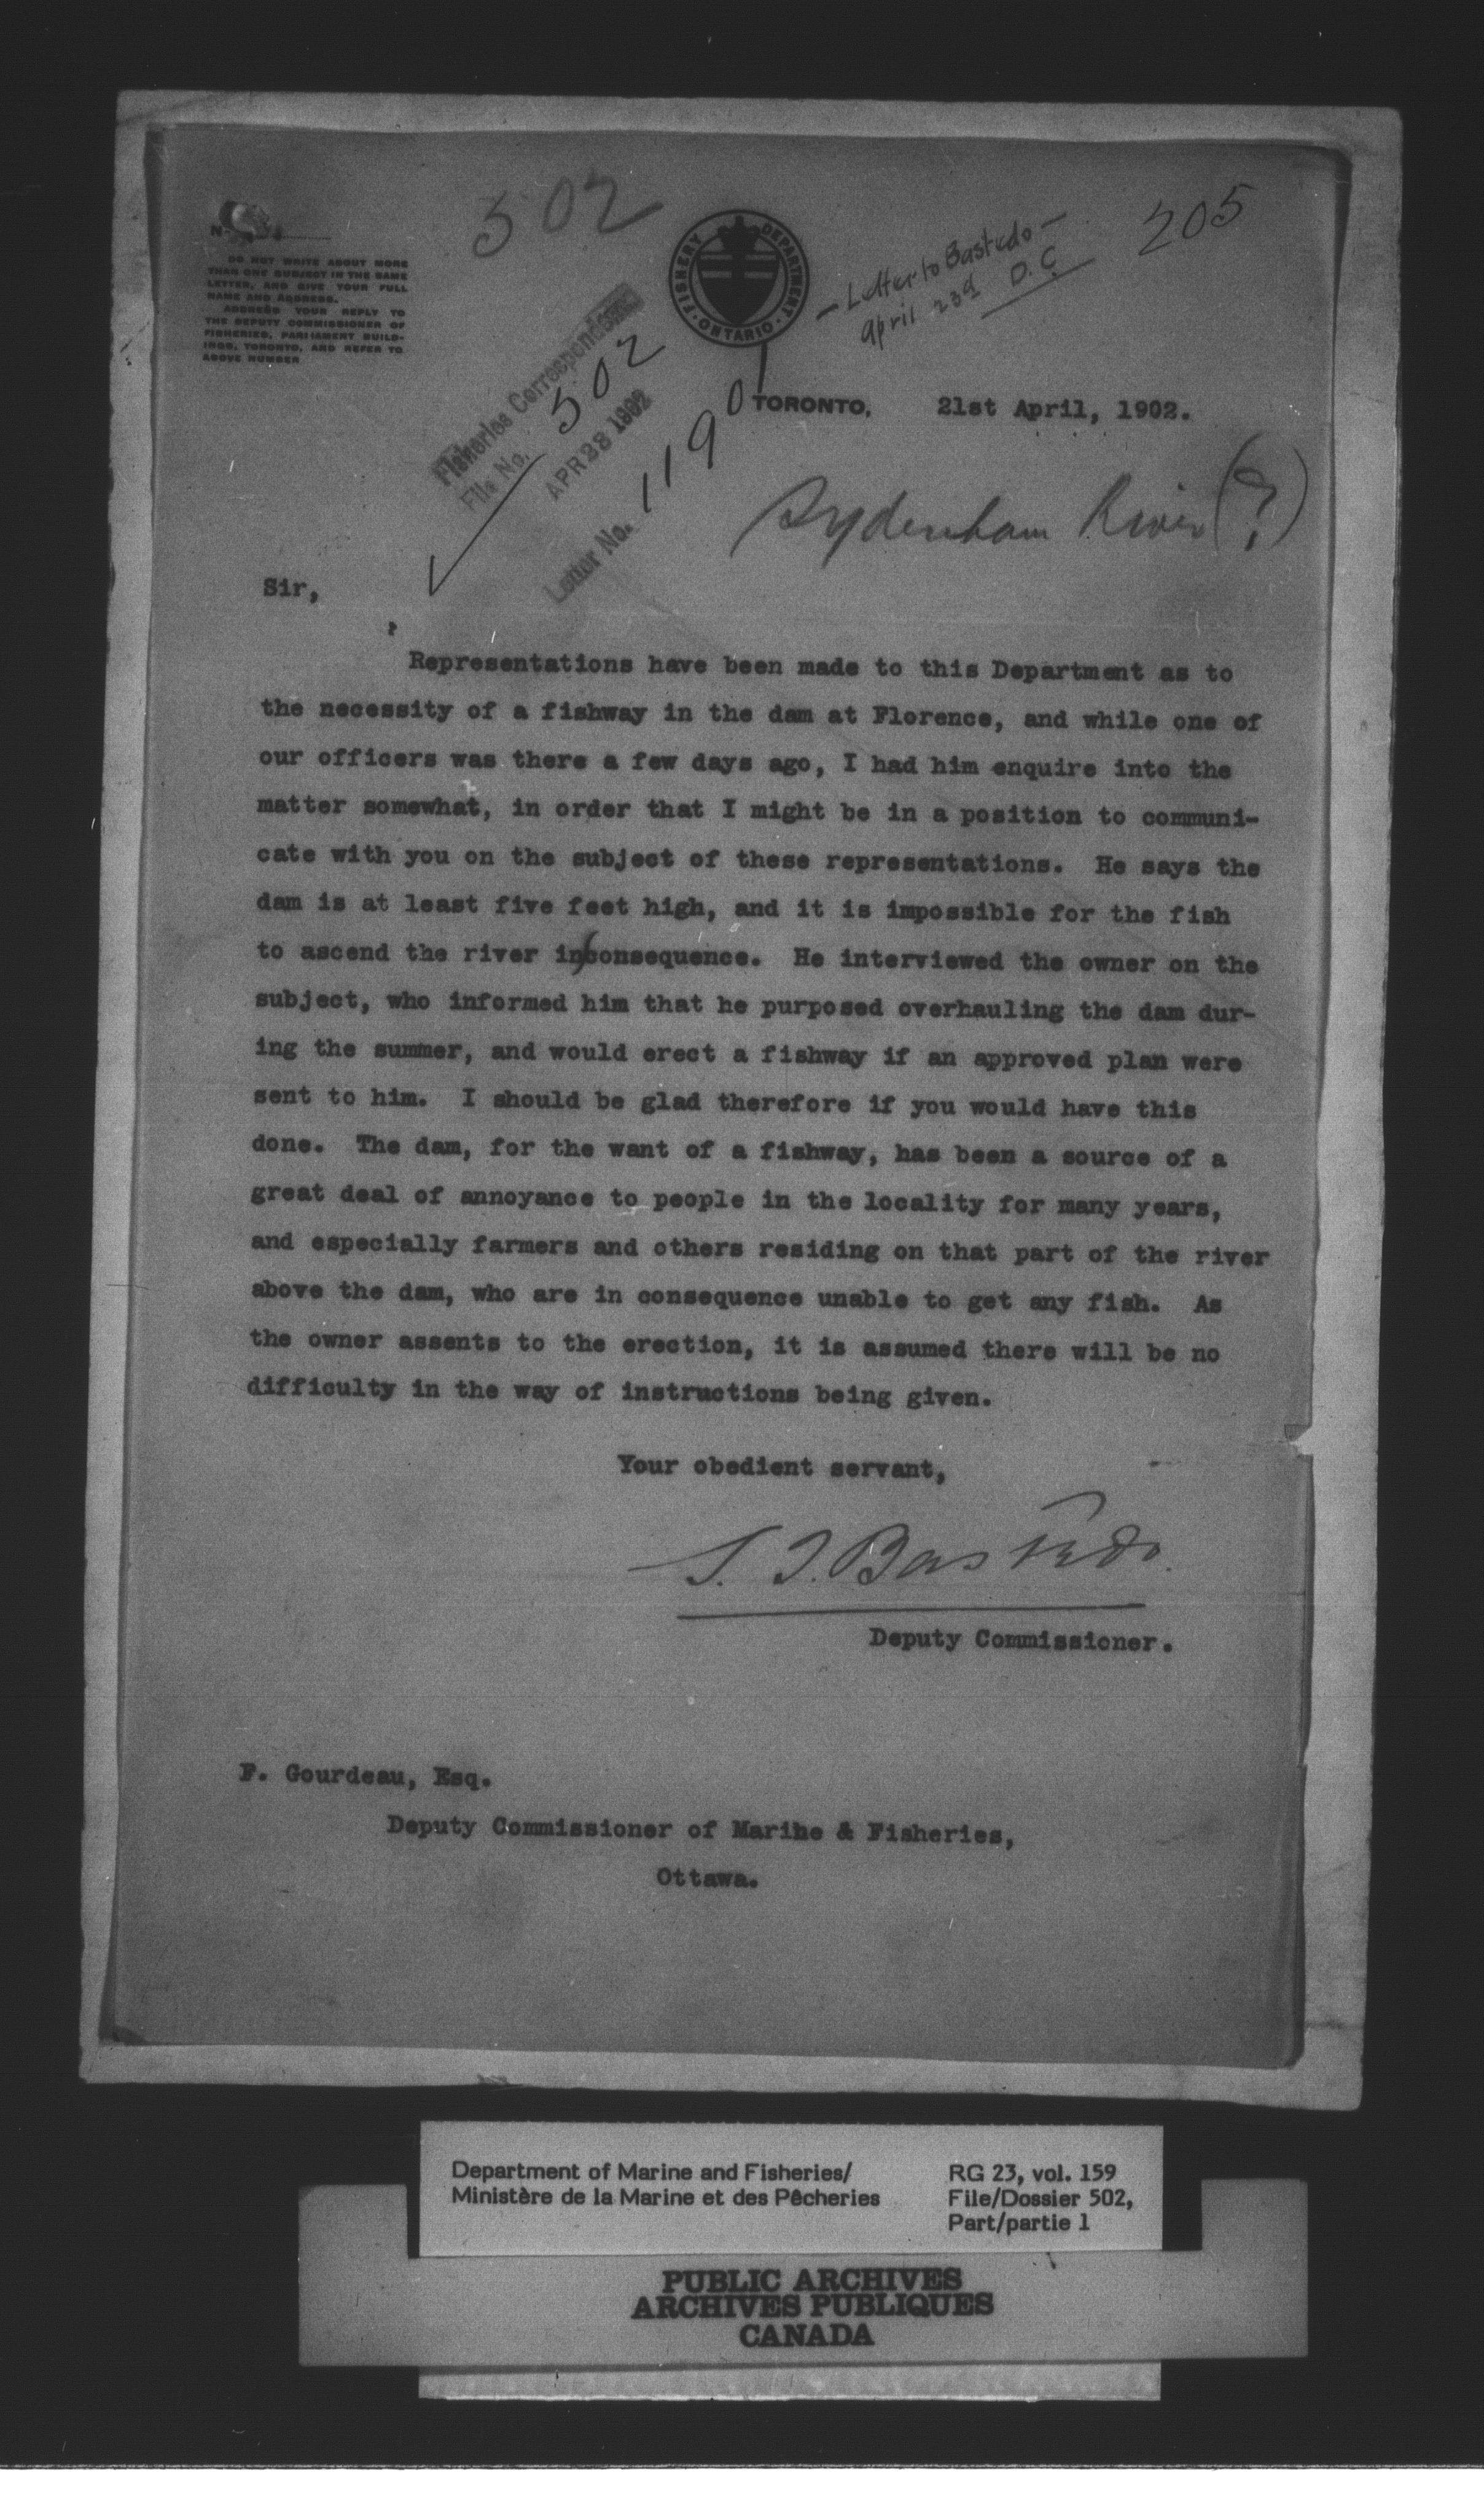 502
205
No.
DO NOT WRITE ABOUT MORE
THAN ONE SUBJECT IN THE SAME
LETTER, AND GIVE YOUR FULL
NAME AND ADDRESS.
ADDRESS YOUR REPLY TO
THE DEPUTY COMMISSIONER OF
FISHERIES, PARLIAMENT BUILD-
INGS, TORONTO, AND REFER TO
ABOVE NUMBER
FISHERY DEPARTMENT
ONTARIO
- Letter to Bastedo -
April 23d D.C.
Fisheries Correspondence
File No. 502
APR 23 1902
Letter No. 11901
TORONTO, 21st April, 1902.
Sydenham River (?)
Sir,
Representations have been made to this Department as to
the necessity of a fishway in the dam at Florence, and while one of
our officers was there a few days ago, I had him enquire into the
matter somewhat, in order that I might be in a position to communi-
cate with you on the subject of these representations. He says the
dam is at least five feet high, and it is impossible for the fish
to ascend the river in/consequence. He interviewed the owner on the
subject, who informed him that he purposed overhauling the dam dur-
ing the summer, and would erect a fishway if an approved plan were
sent to him. I should be glad therefore if you would have this
done. The dam, for the want of a fishway, has been a source of a
great deal of annoyance to people in the locality for many years,
and especially farmers and others residing on that part of the river
above the dam, who are in consequence unable to get any fish. As
the owner assents to the erection, it is assumed there will be no
difficulty in the way of instructions being given.
Your obedient servant,
S. T. Bastedo.
Deputy Commissioner.
F. Gourdeau, Esq.
Deputy Commissioner of Marine & Fisheries,
Ottawa.
Department of Marine and Fisheries/
Ministère de la Marine et des Pêcheries
RG 23, vol. 159
File/Dossier 502,
Part/partie 1
PUBLIC ARCHIVES
ARCHIVES PUBLIQUES
CANADA